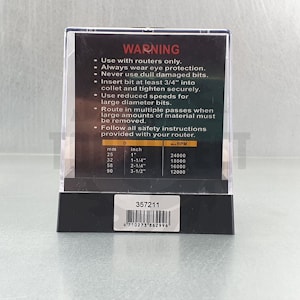 WARNING
• Use with routers only.
• Always wear eye protection.
• Never use dull damaged bits.
• Insert bit at least 3/4" into
collet and tighten securely.
• Use reduced speeds for
large diameter bits.
• Route in multiple passes when
large amounts of material must
be removed.
• Follow all safety instructions
provided with your router.
mm inch
25 1" 24000
32 1-1/4" 18000
58 2-1/4" 16000
90 3-1/2" 12000
357211